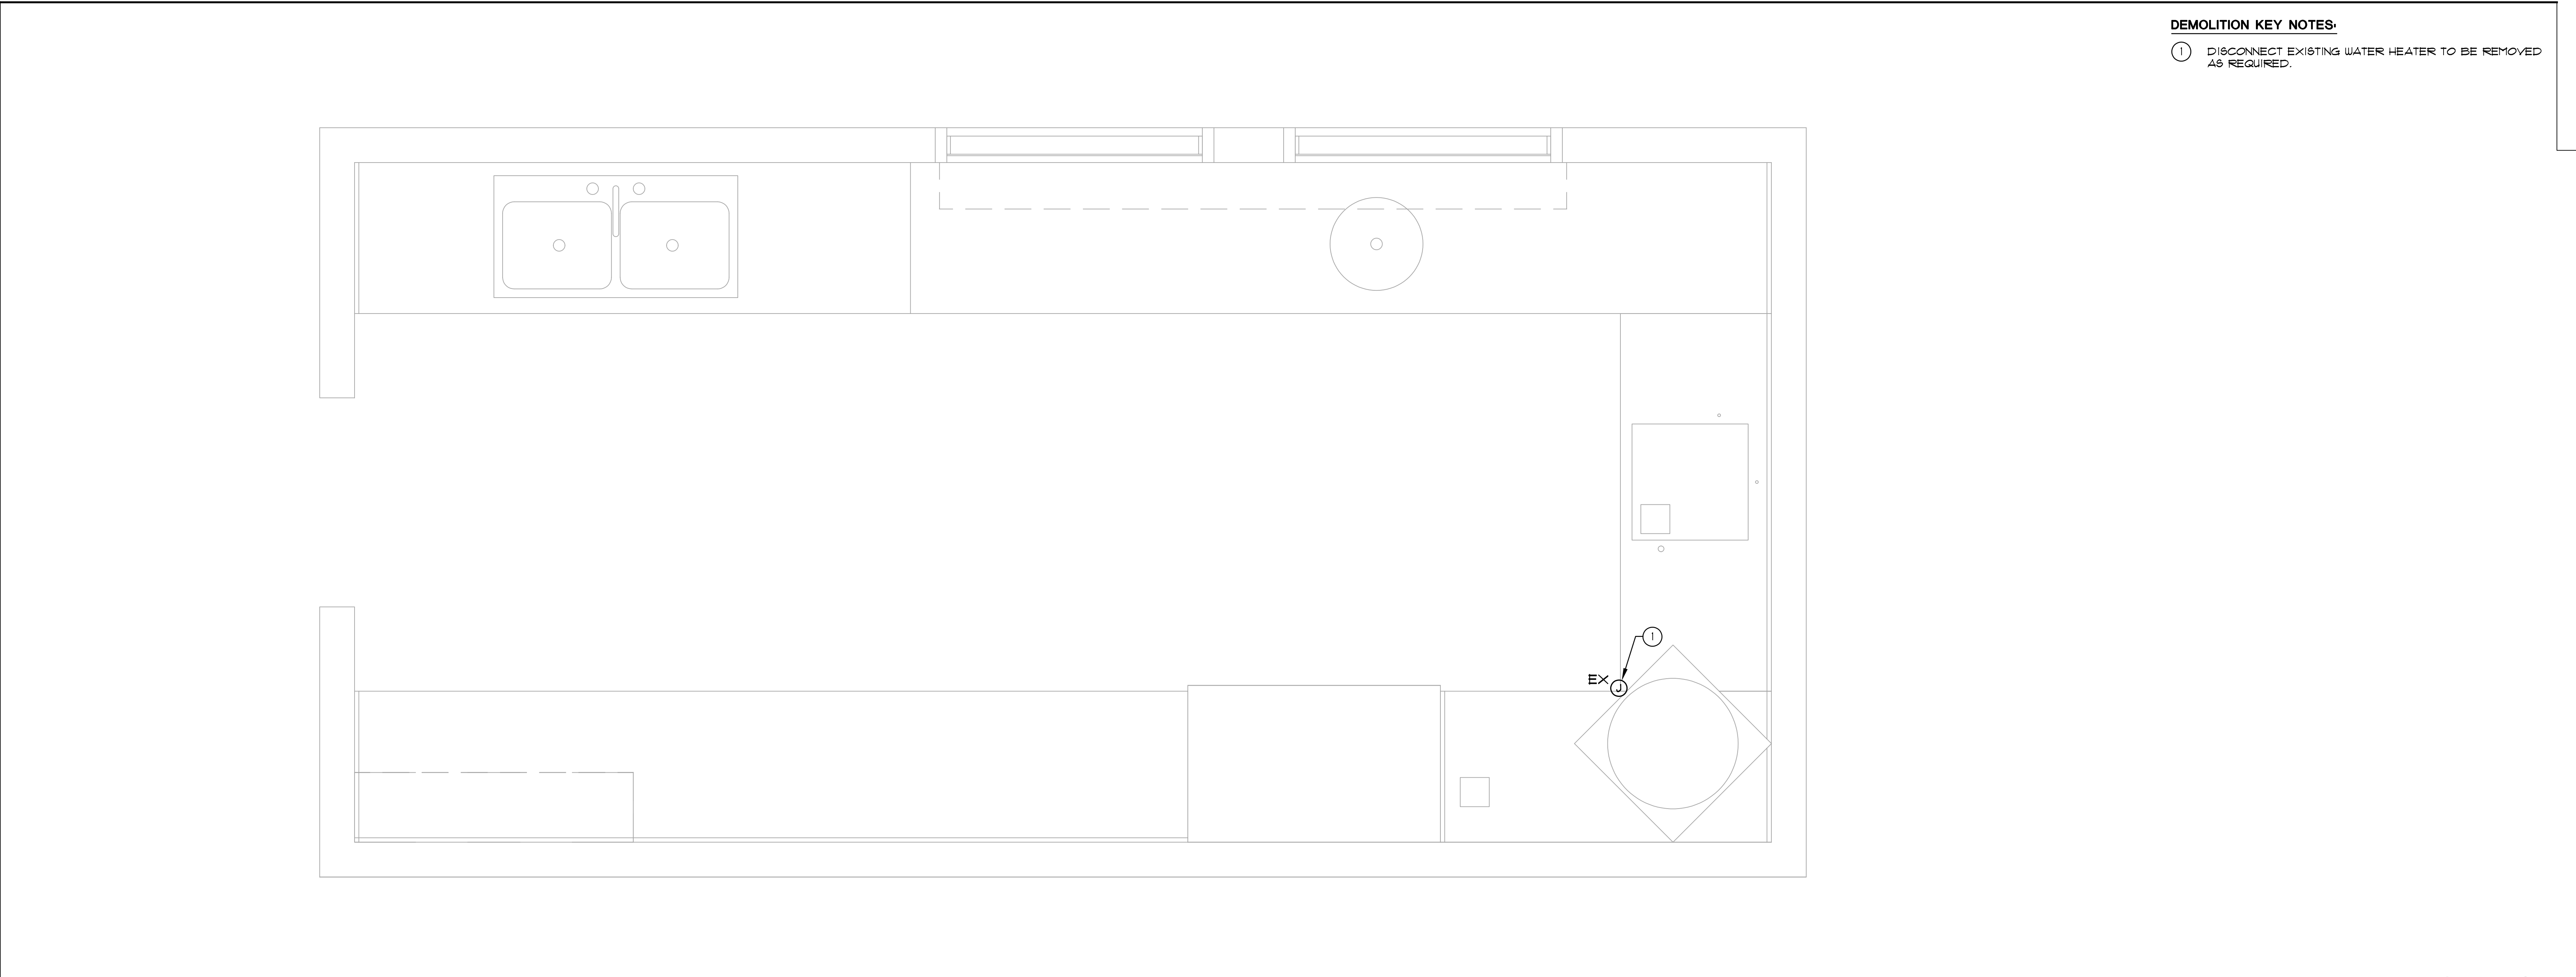 DEMOLITION KEY NOTES:
1 DISCONNECT EXISTING WATER HEATER TO BE REMOVED
AS REQUIRED.
1
EX J